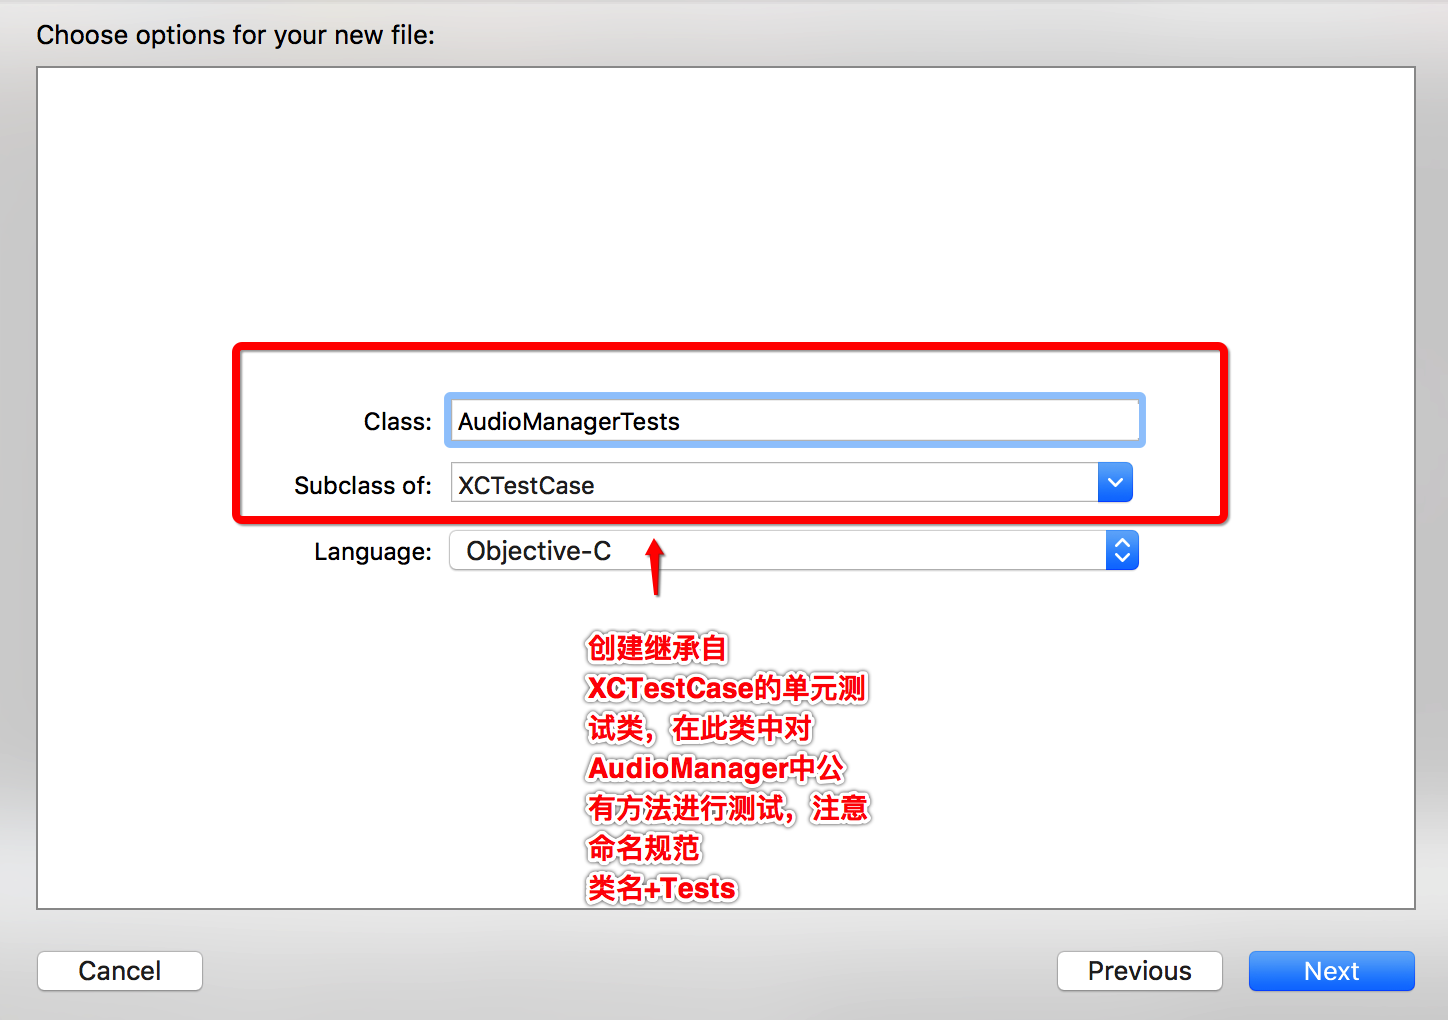 Choose options for your new file:
Class: AudioManagerTests
Subclass of: XCTestCase
Language: Objective-C
创建继承自
XCTestCase的单元测
试类，在此类中对
AudioManager中公
有方法进行测试，注意
命名规范
类名+Tests
Cancel Previous Next